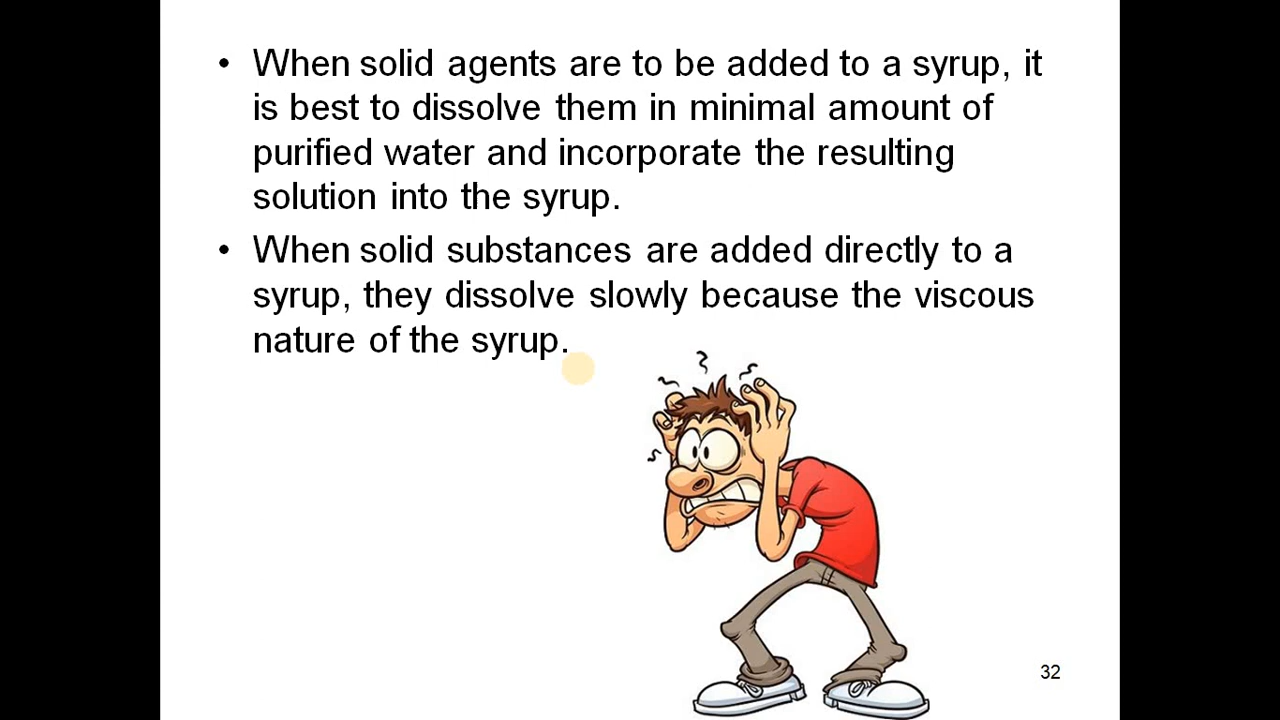 • When solid agents are to be added to a syrup, it
is best to dissolve them in minimal amount of
purified water and incorporate the resulting
solution into the syrup.
• When solid substances are added directly to a
syrup, they dissolve slowly because the viscous
nature of the syrup.
32